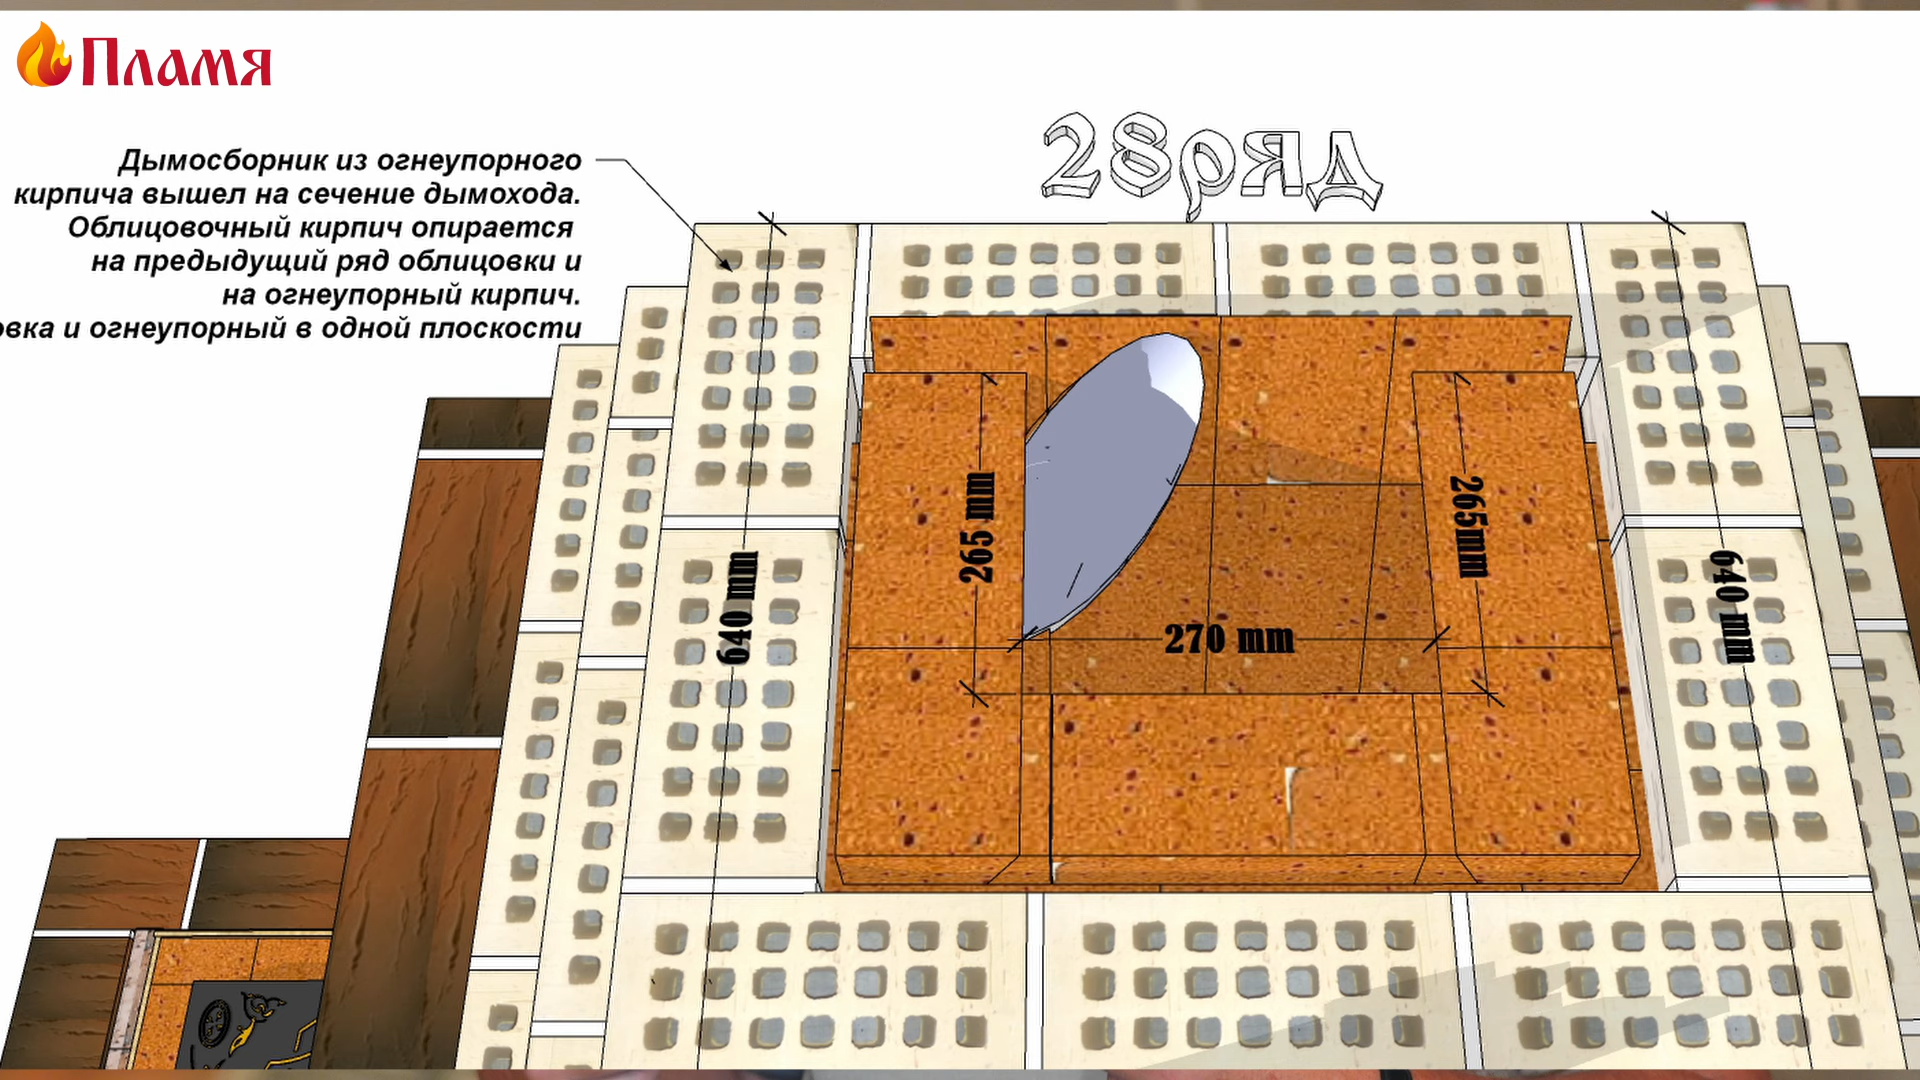 Пламя
28ряд
Дымосборник из огнеупорного
кирпича вышел на сечение дымохода.
Облицовочный кирпич опирается
на предыдущий ряд облицовки и
на огнеупорный кирпич.
и огнеупорный в одной плоскости
265 mm
265mm
640 mm
640 mm
270 mm